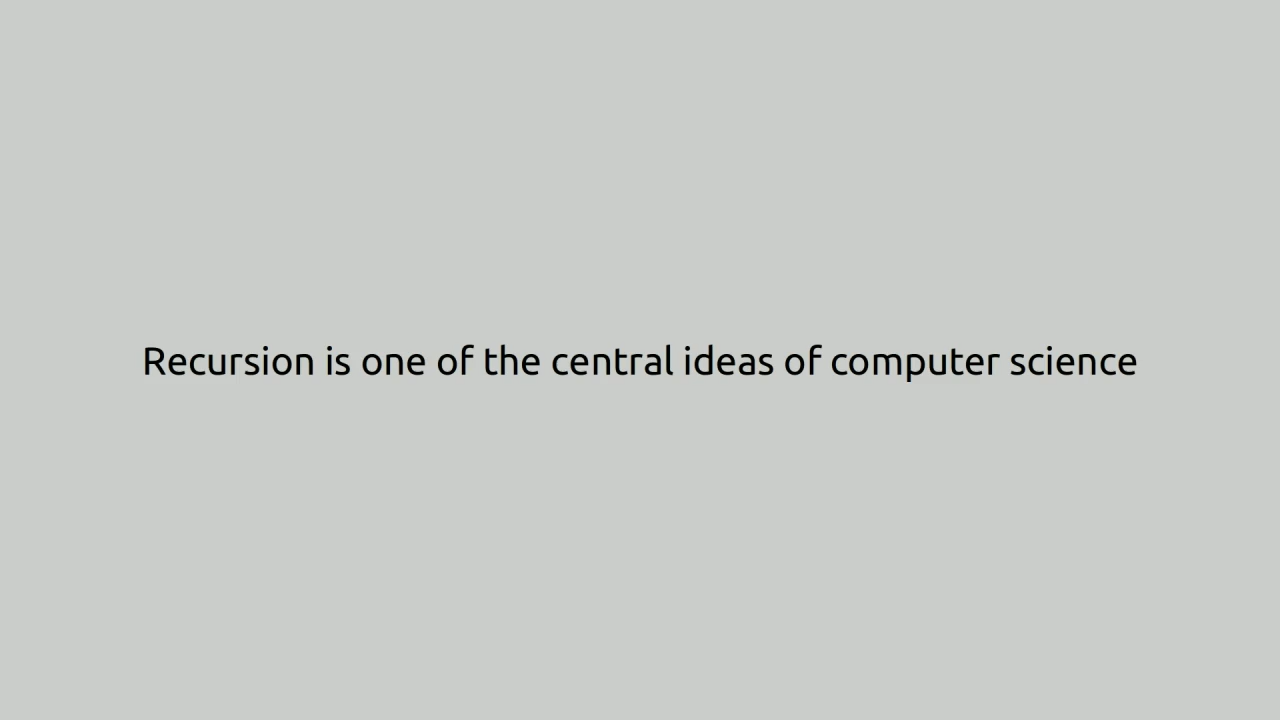 Recursion is one of the central ideas of computer science